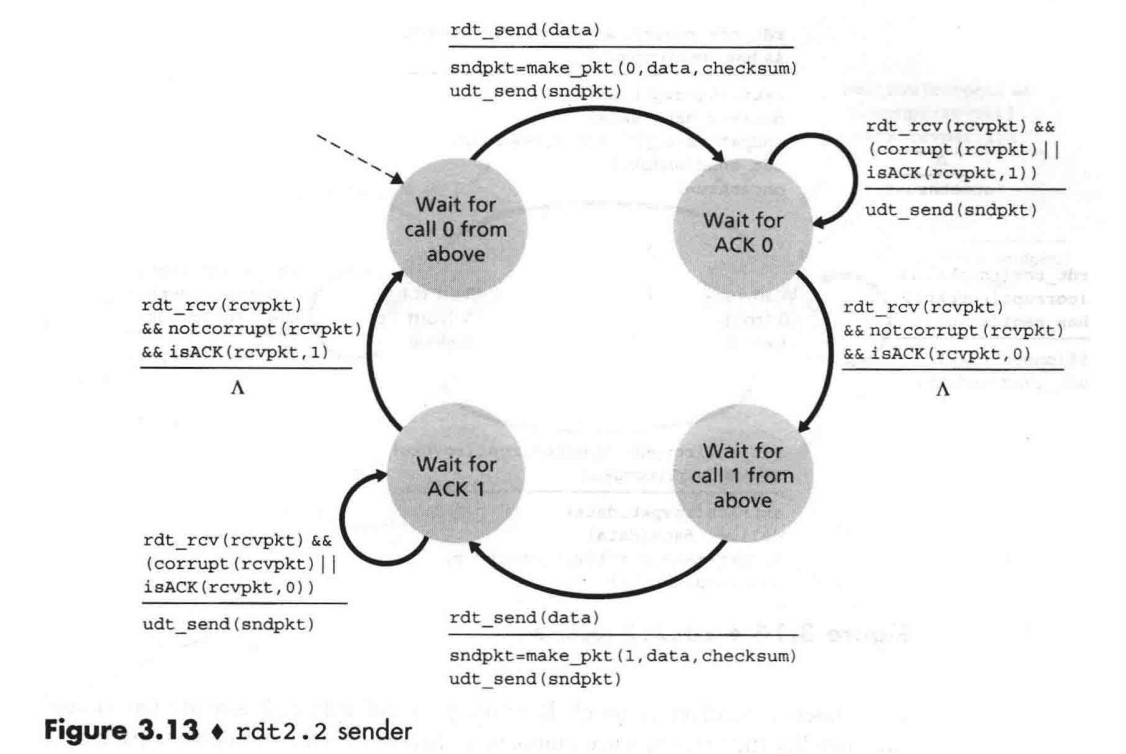 rdt_send(data)
sndpkt=make_pkt(0,data,checksum)
udt_send(sndpkt)
rdt_rcv(rcvpkt) &&
(corrupt(rcvpkt)||
isACK(rcvpkt,1))
udt_send(sndpkt)
Wait for
call 0 from
above
Wait for
ACK 0
rdt_rcv(rcvpkt)
&& notcorrupt(rcvpkt)
&& isACK(rcvpkt,1)
Λ
rdt_rcv(rcvpkt)
&& notcorrupt(rcvpkt)
&& isACK(rcvpkt,0)
Λ
Wait for
ACK 1
Wait for
call 1 from
above
rdt_rcv(rcvpkt) &&
(corrupt(rcvpkt)||
isACK(rcvpkt,0))
udt_send(sndpkt)
rdt_send(data)
sndpkt=make_pkt(1,data,checksum)
udt_send(sndpkt)
Figure 3.13 ♦ rdt2.2 sender